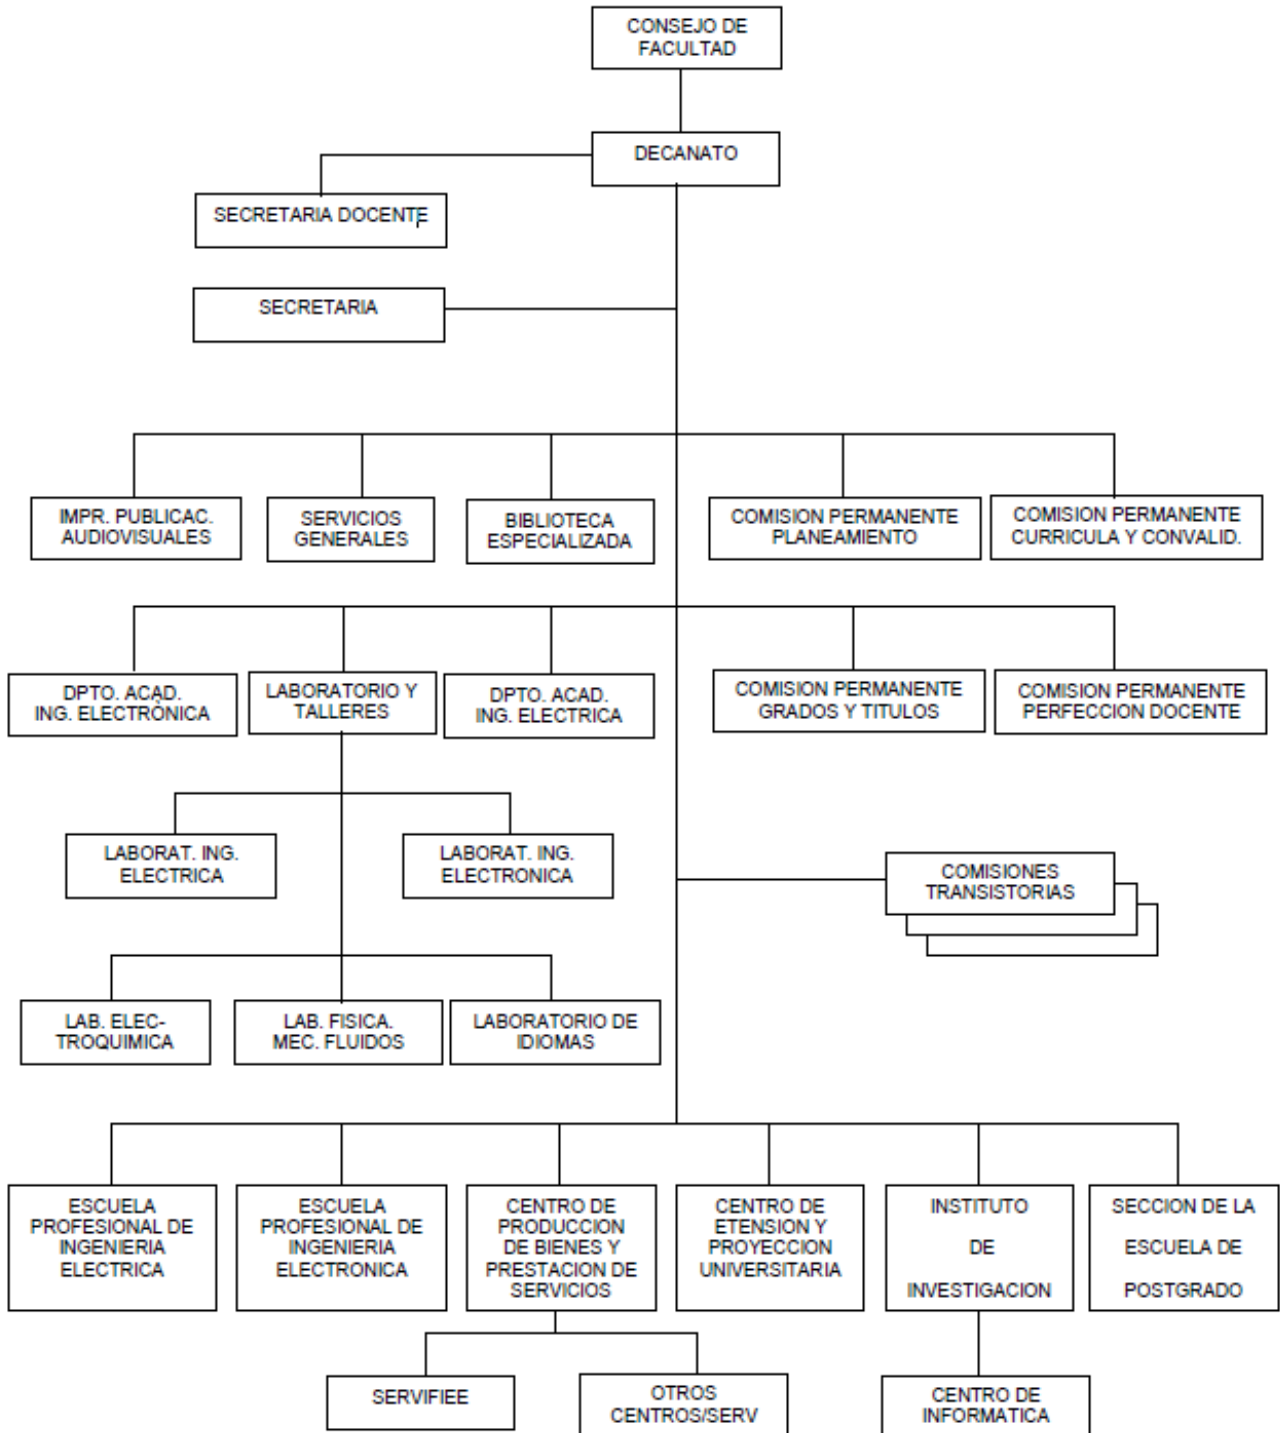 CONSEJO DE
FACULTAD
DECANATO
SECRETARIA DOCENTE
SECRETARIA
IMPR. PUBLICAC.
AUDIOVISUALES
SERVICIOS
GENERALES
BIBLIOTECA
ESPECIALIZADA
COMISION PERMANENTE
PLANEAMIENTO
COMISION PERMANENTE
CURRICULA Y CONVALID.
DPTO. ACAD.
ING. ELECTRÒNICA
LABORATORIO Y
TALLERES
DPTO. ACAD.
ING. ELECTRICA
COMISION PERMANENTE
GRADOS Y TITULOS
COMISION PERMANENTE
PERFECCION DOCENTE
LABORAT. ING.
ELECTRICA
LABORAT. ING.
ELECTRONICA
COMISIONES
TRANSISTORIAS
LAB. ELEC-
TROQUIMICA
LAB. FISICA.
MEC. FLUIDOS
LABORATORIO DE
IDIOMAS
ESCUELA
PROFESIONAL DE
INGENIERIA
ELECTRICA
ESCUELA
PROFESIONAL DE
INGENIERIA
ELECTRONICA
CENTRO DE
PRODUCCION
DE BIENES Y
PRESTACION DE
SERVICIOS
CENTRO DE
ETENSION Y
PROYECCION
UNIVERSITARIA
INSTITUTO
DE
INVESTIGACION
SECCION DE LA
ESCUELA DE
POSTGRADO
SERVIFIEE
OTROS
CENTROS/SERV
CENTRO DE
INFORMATICA